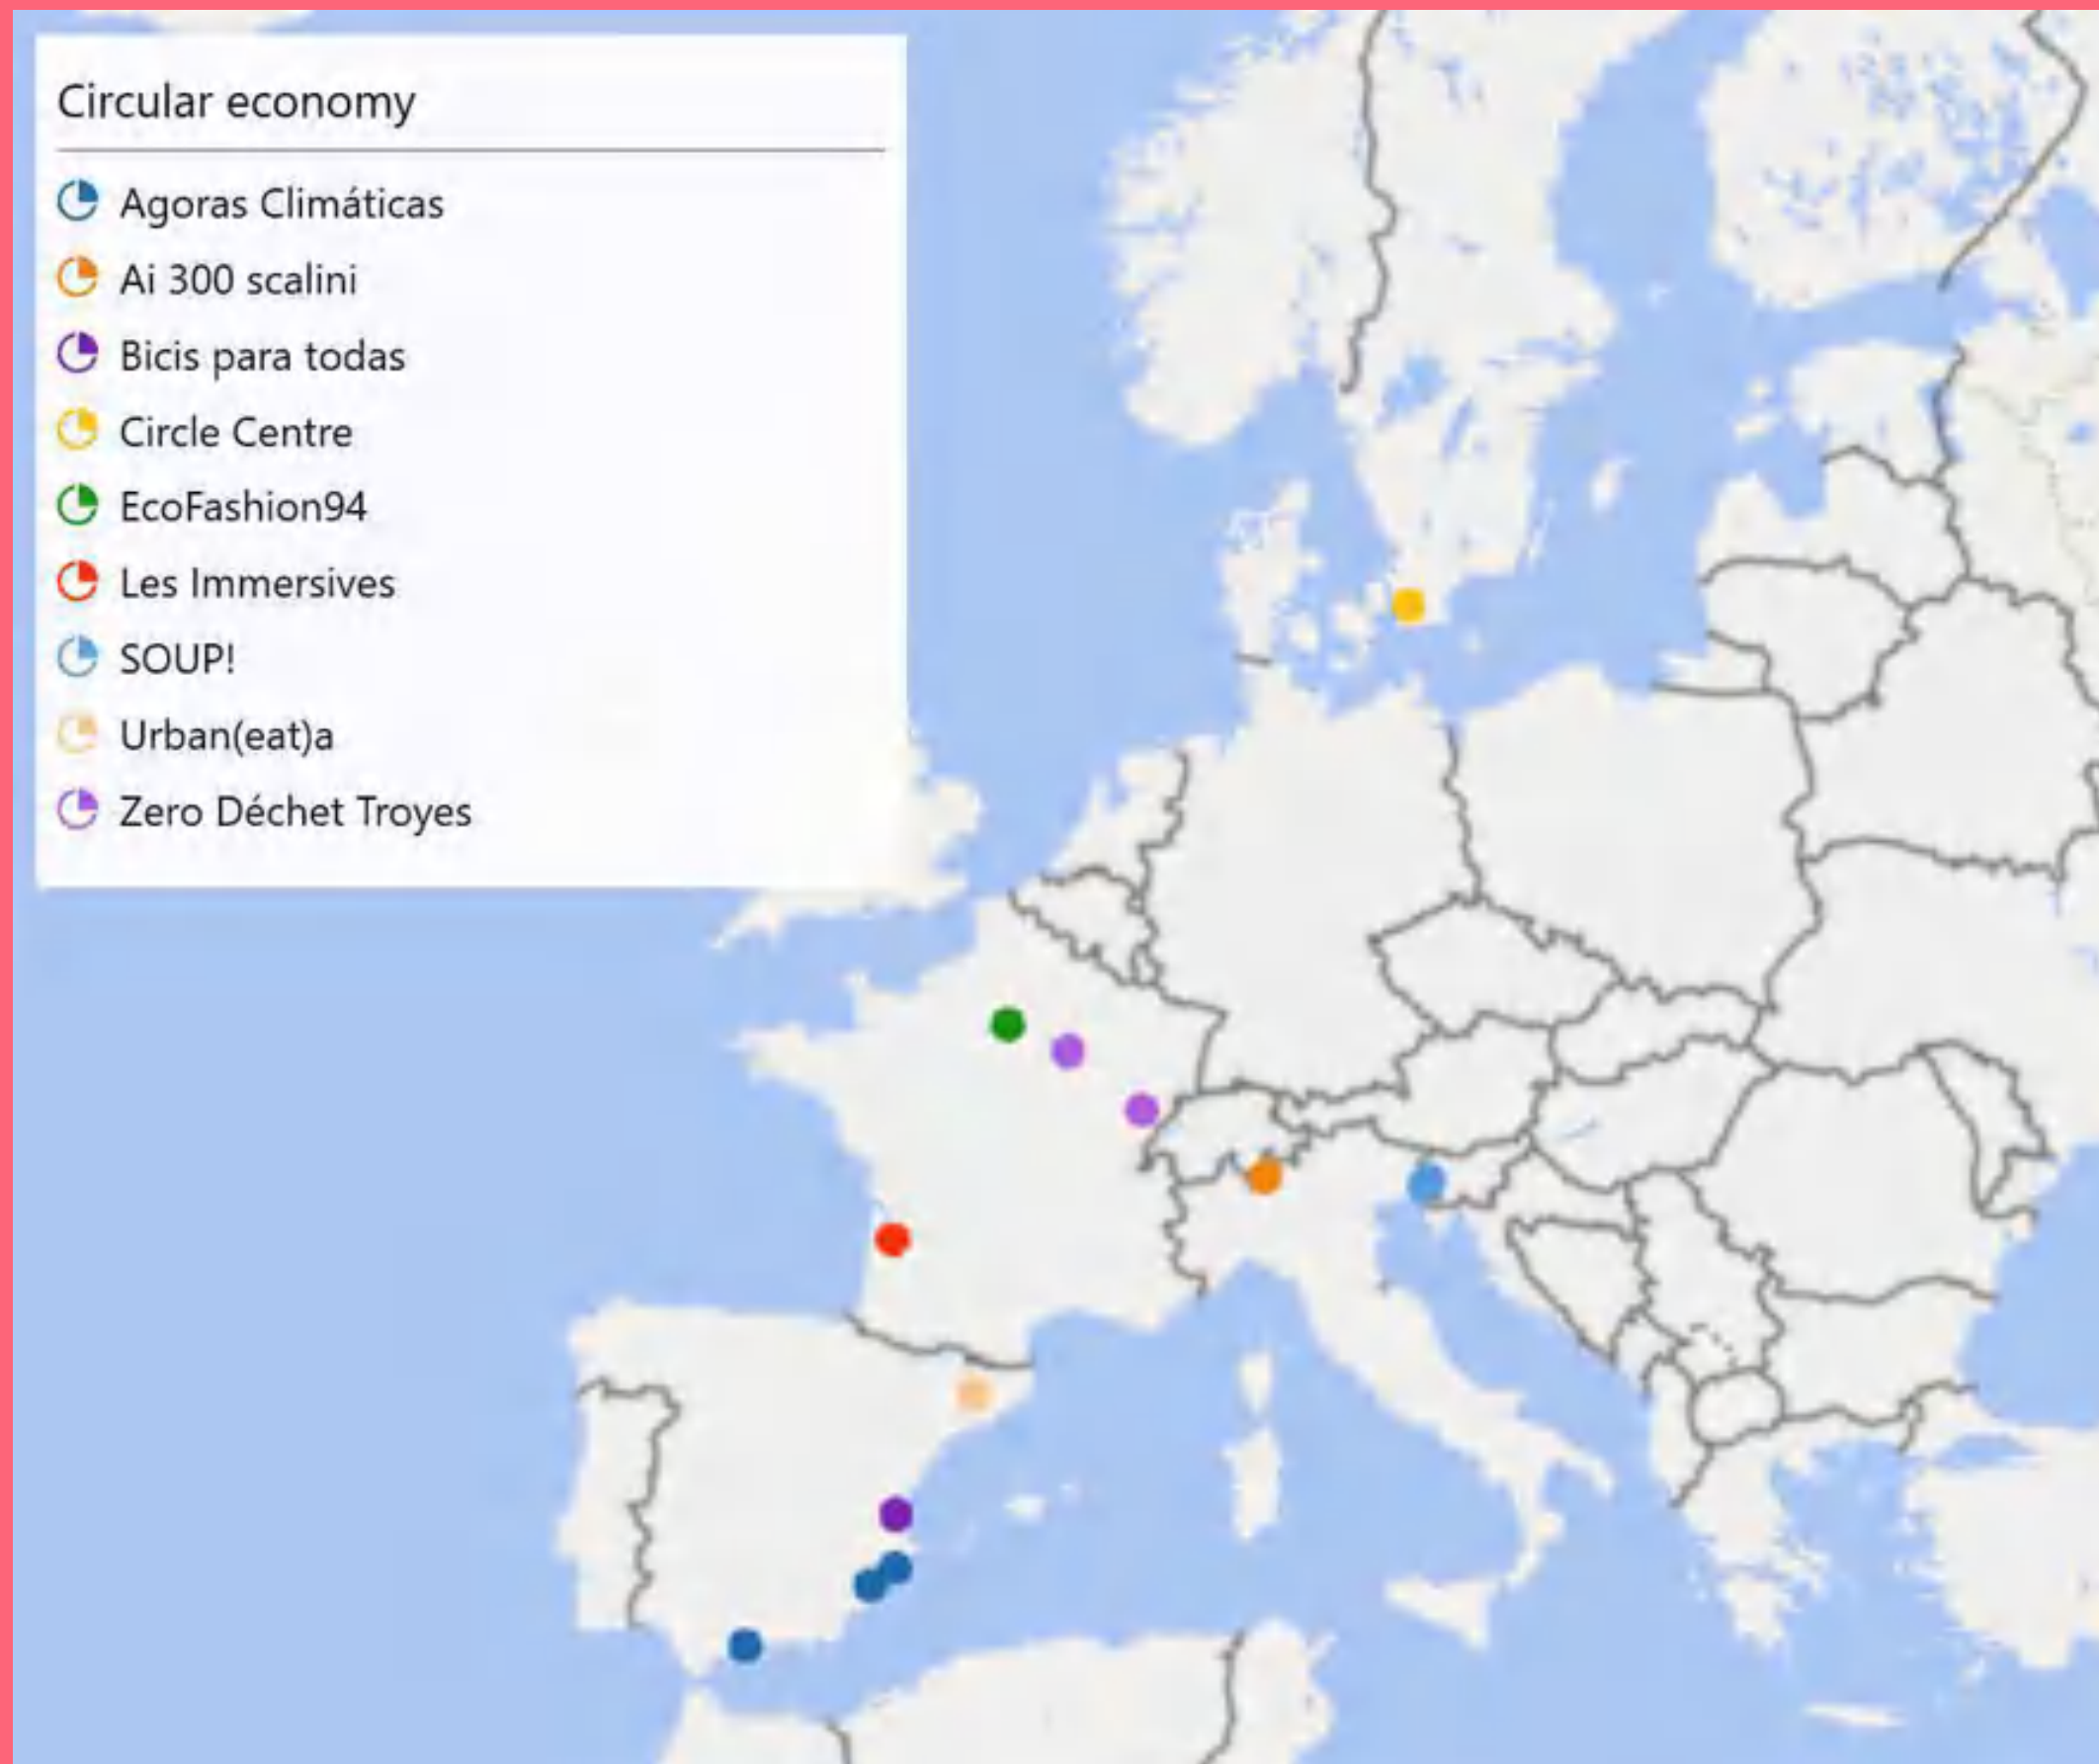 Circular economy
Agoras Climáticas
Ai 300 scalini
Bicis para todas
Circle Centre
EcoFashion94
Les Immersives
SOUP!
Urban(eat)a
Zero Déchet Troyes